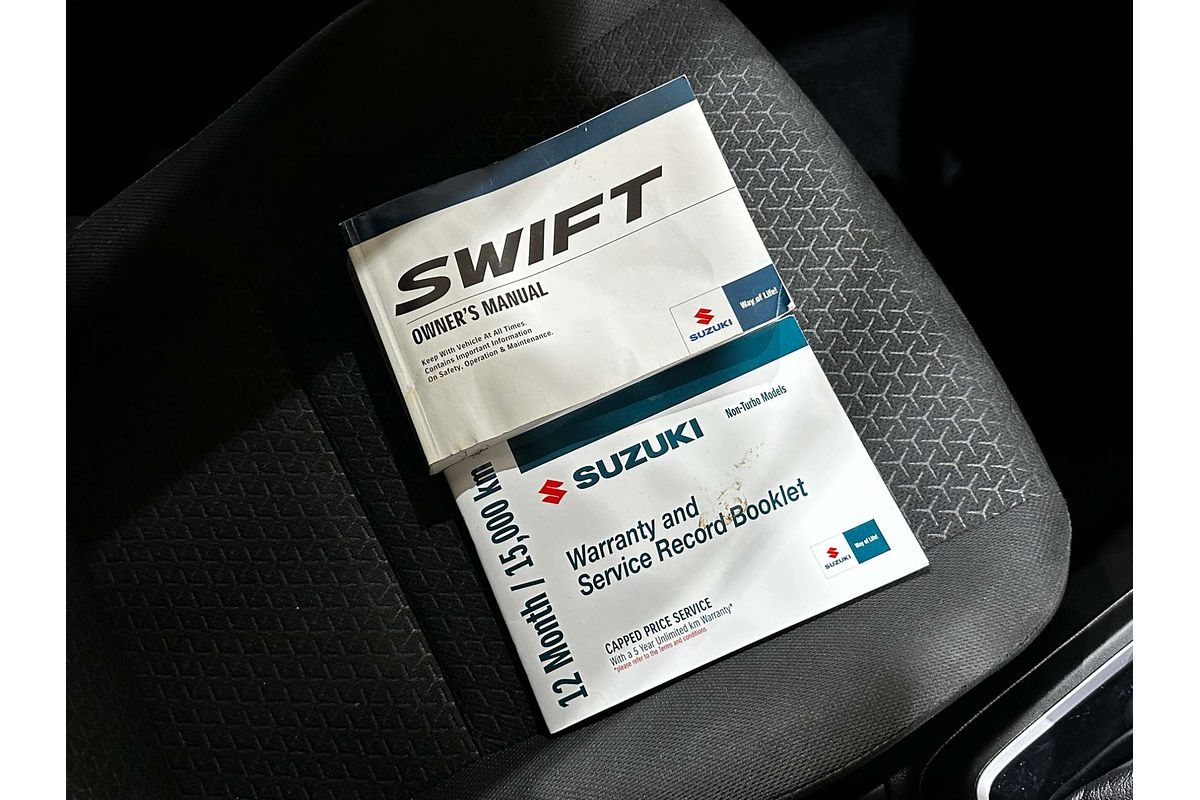 SWIFT
OWNER'S MANUAL
Keep With Vehicle At All Times.
Contains Important Information
On Safety, Operation & Maintenance.
SUZUKI
Way of Life!
12 Month / 15,000 km
Non-Turbo Models
SUZUKI
Warranty and
Service Record Booklet
SUZUKI
Way of Life!
CAPPED PRICE SERVICE
With a 5 Year Unlimited km Warranty*
*please refer to the Terms and conditions